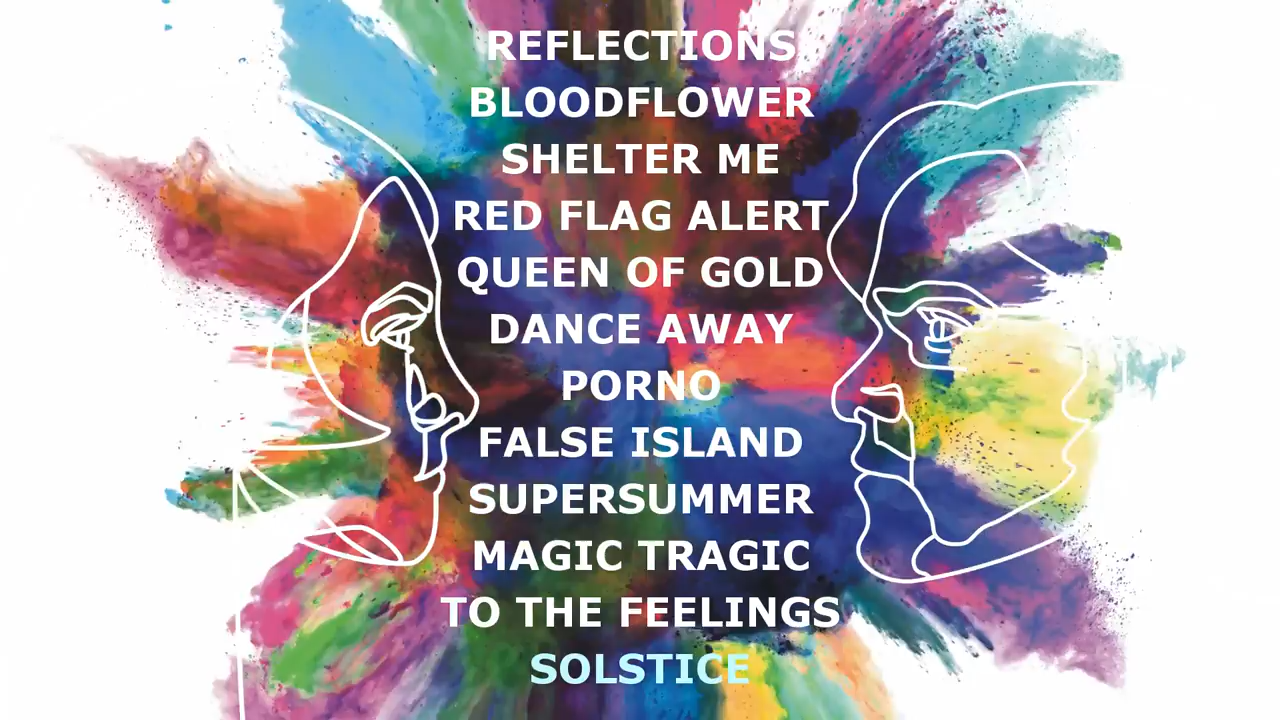 REFLECTIONS
BLOODFLOWER
SHELTER ME
RED FLAG ALERT
QUEEN OF GOLD
DANCE AWAY
PORNO
FALSE ISLAND
SUPERSUMMER
MAGIC TRAGIC
TO THE FEELINGS
SOLSTICE